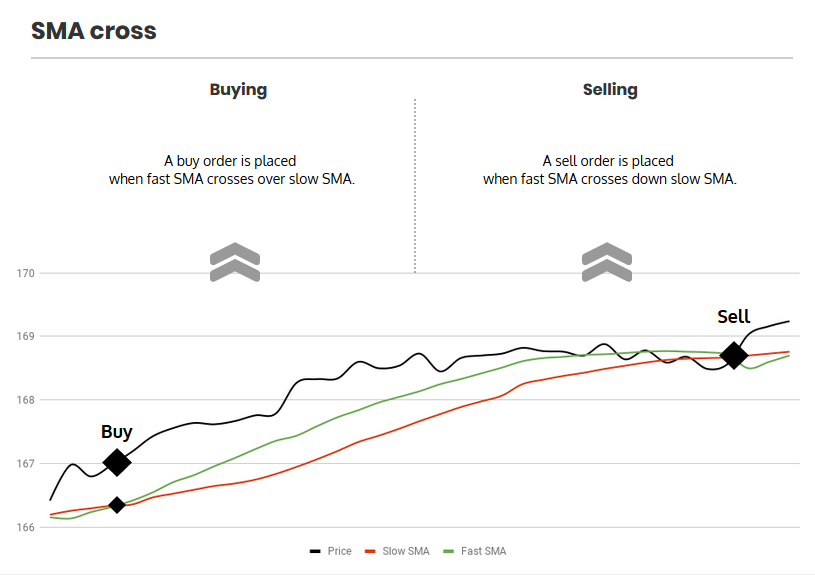 SMA cross
Buying
Selling
A buy order is placed
when fast SMA crosses over slow SMA.
A sell order is placed
when fast SMA crosses down slow SMA.
170
169
168
167
166
Buy
Sell
Price
Slow SMA
Fast SMA